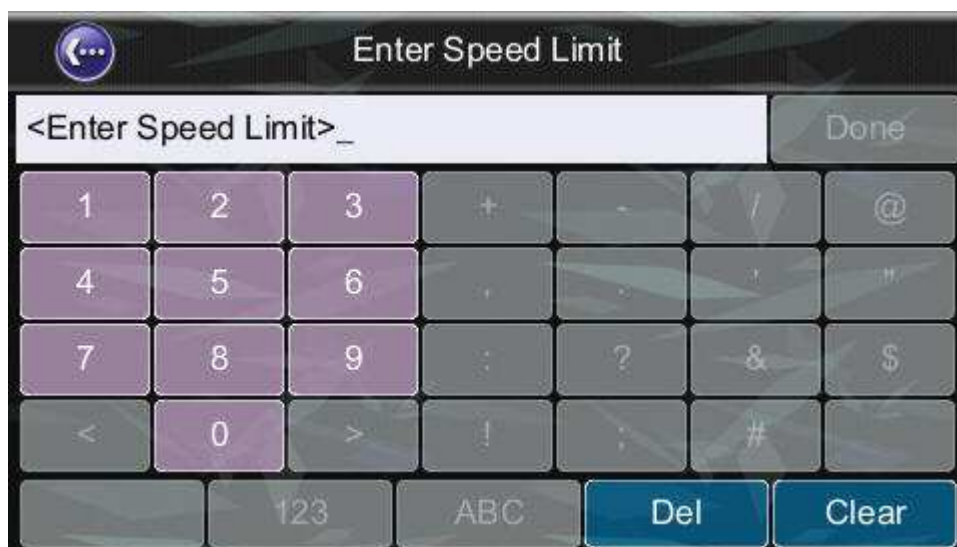 Enter Speed Limit
<Enter Speed Limit>_ Done
1 2 3 + - / @
4 5 6 , . ' "
7 8 9 : ? & $
< 0 > ! ; #
123 ABC Del Clear